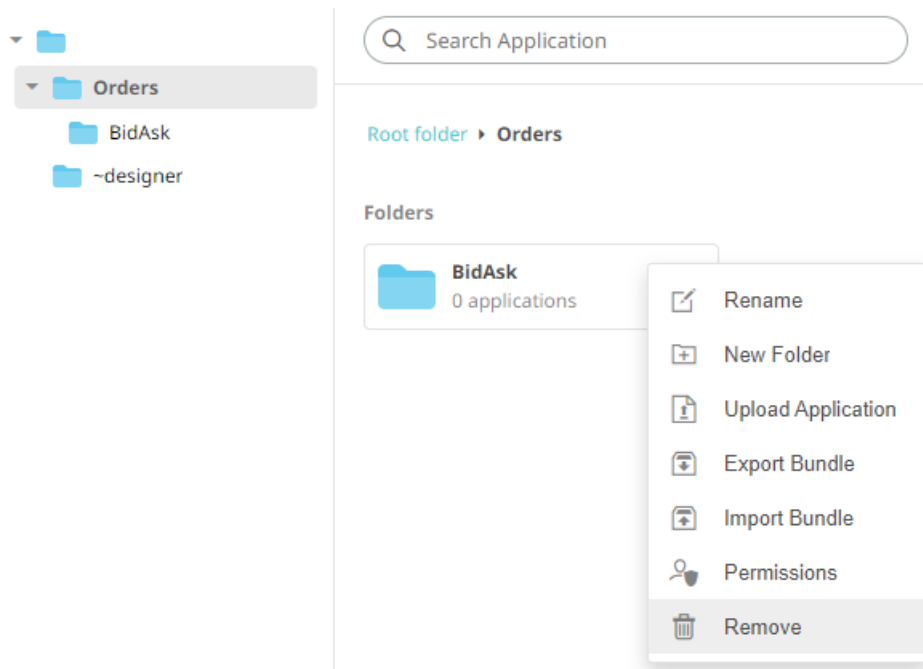 Orders
BidAsk
~designer
Search Application
Root folder Orders
Folders
BidAsk
0 applications
Rename
New Folder
Upload Application
Export Bundle
Import Bundle
Permissions
Remove